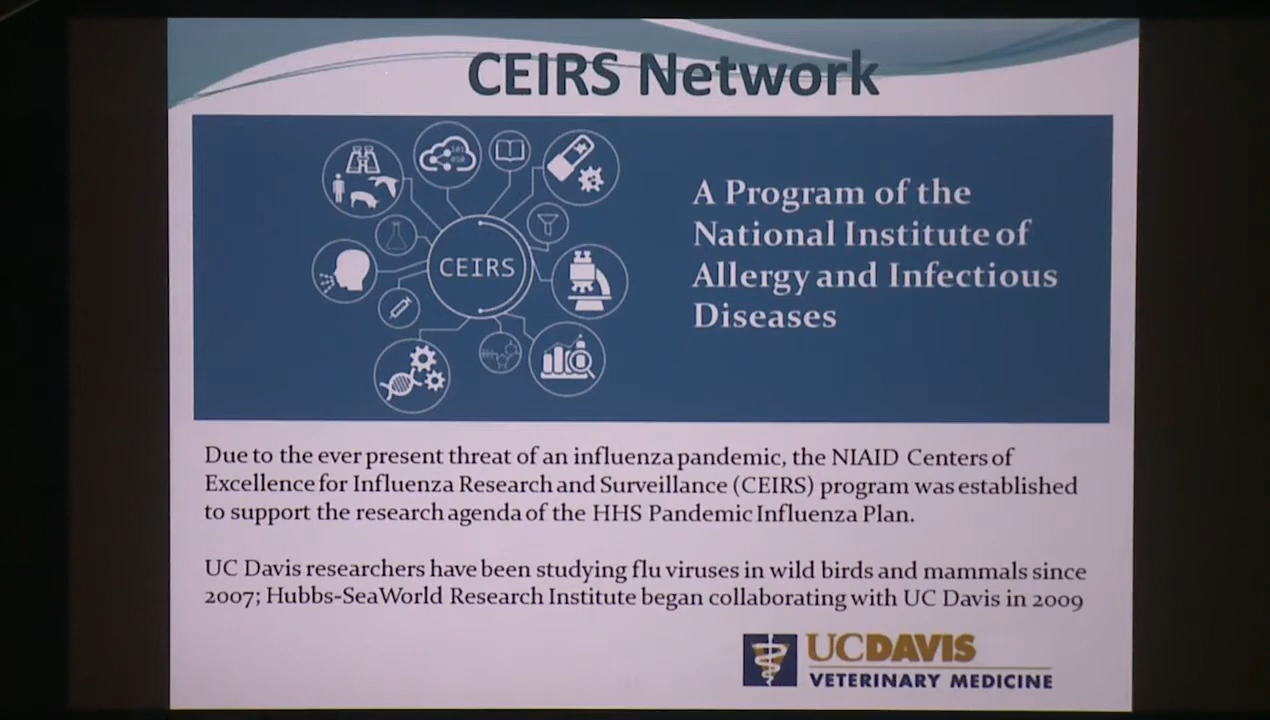 CEIRS Network
101
010
CEIRS
A Program of the
National Institute of
Allergy and Infectious
Diseases
Due to the ever present threat of an influenza pandemic, the NIAID Centers of
Excellence for Influenza Research and Surveillance (CEIRS) program was established
to support the research agenda of the HHS Pandemic Influenza Plan.
UC Davis researchers have been studying flu viruses in wild birds and mammals since
2007; Hubbs-SeaWorld Research Institute began collaborating with UC Davis in 2009
UCDAVIS
VETERINARY MEDICINE